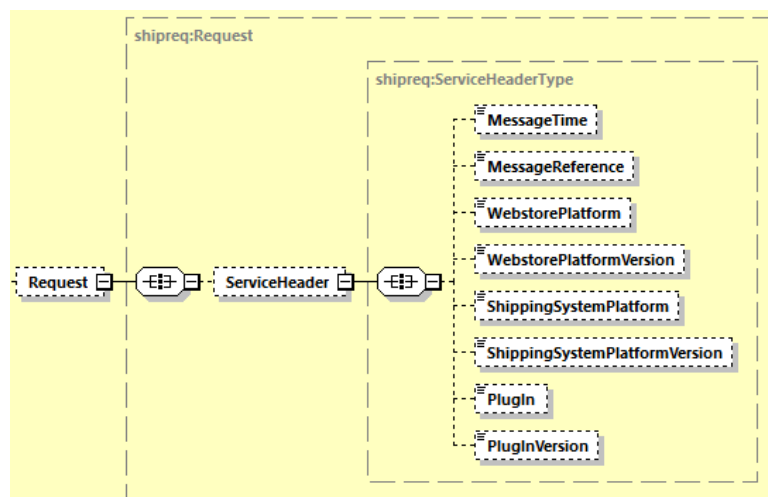 shipreq:Request
shipreq:ServiceHeaderType
MessageTime
MessageReference
WebstorePlatform
WebstorePlatformVersion
Request
ServiceHeader
ShippingSystemPlatform
ShippingSystemPlatformVersion
PlugIn
PlugInVersion